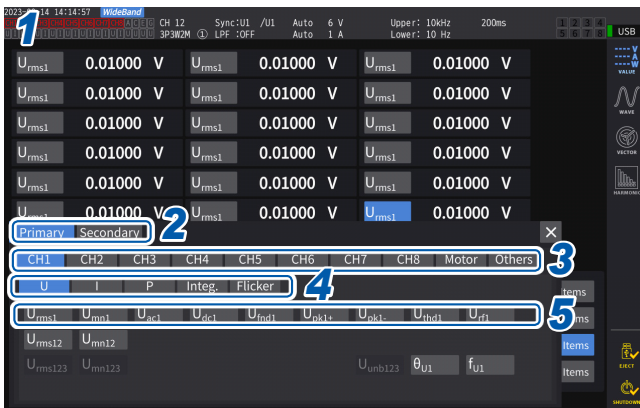 2023 14 14:14:57 WideBand
1
CH 12 Sync:U1 /U1 Auto 6 V Upper: 10kHz 200ms
3P3W2M ① LPF :OFF Auto 1 A Lower: 10 Hz
1 2 3 4
5 6 7 8
USB
Urms1 0.01000 V Urms1 0.01000 V Urms1 0.01000 V
VALUE
Urms1 0.01000 V Urms1 0.01000 V Urms1 0.01000 V
WAVE
Urms1 0.01000 V Urms1 0.01000 V Urms1 0.01000 V
Urms1 0.01000 V Urms1 0.01000 V Urms1 0.01000 V
VECTOR
Urms1 0.01000 V Urms1 0.01000 V Urms1 0.01000 V
HARMONIC
Urms1 0.01000 V Urms1 0.01000 V Urms1 0.01000 V
Primary Secondary 2 ×
CH1 CH2 CH3 CH4 CH5 CH6 CH7 CH8 Motor Others 3
U I P Integ. Flicker 4 tems
Urms1 Umn1 Uac1 Udc1 Ufnd1 Upk1+ Upk1- Uthd1 Urf1 5 ms
Urms12 Umn12 Items
Urms123 Umn123 Uunb123 θU1 fU1 Items
EJECT
SHUTDOWN